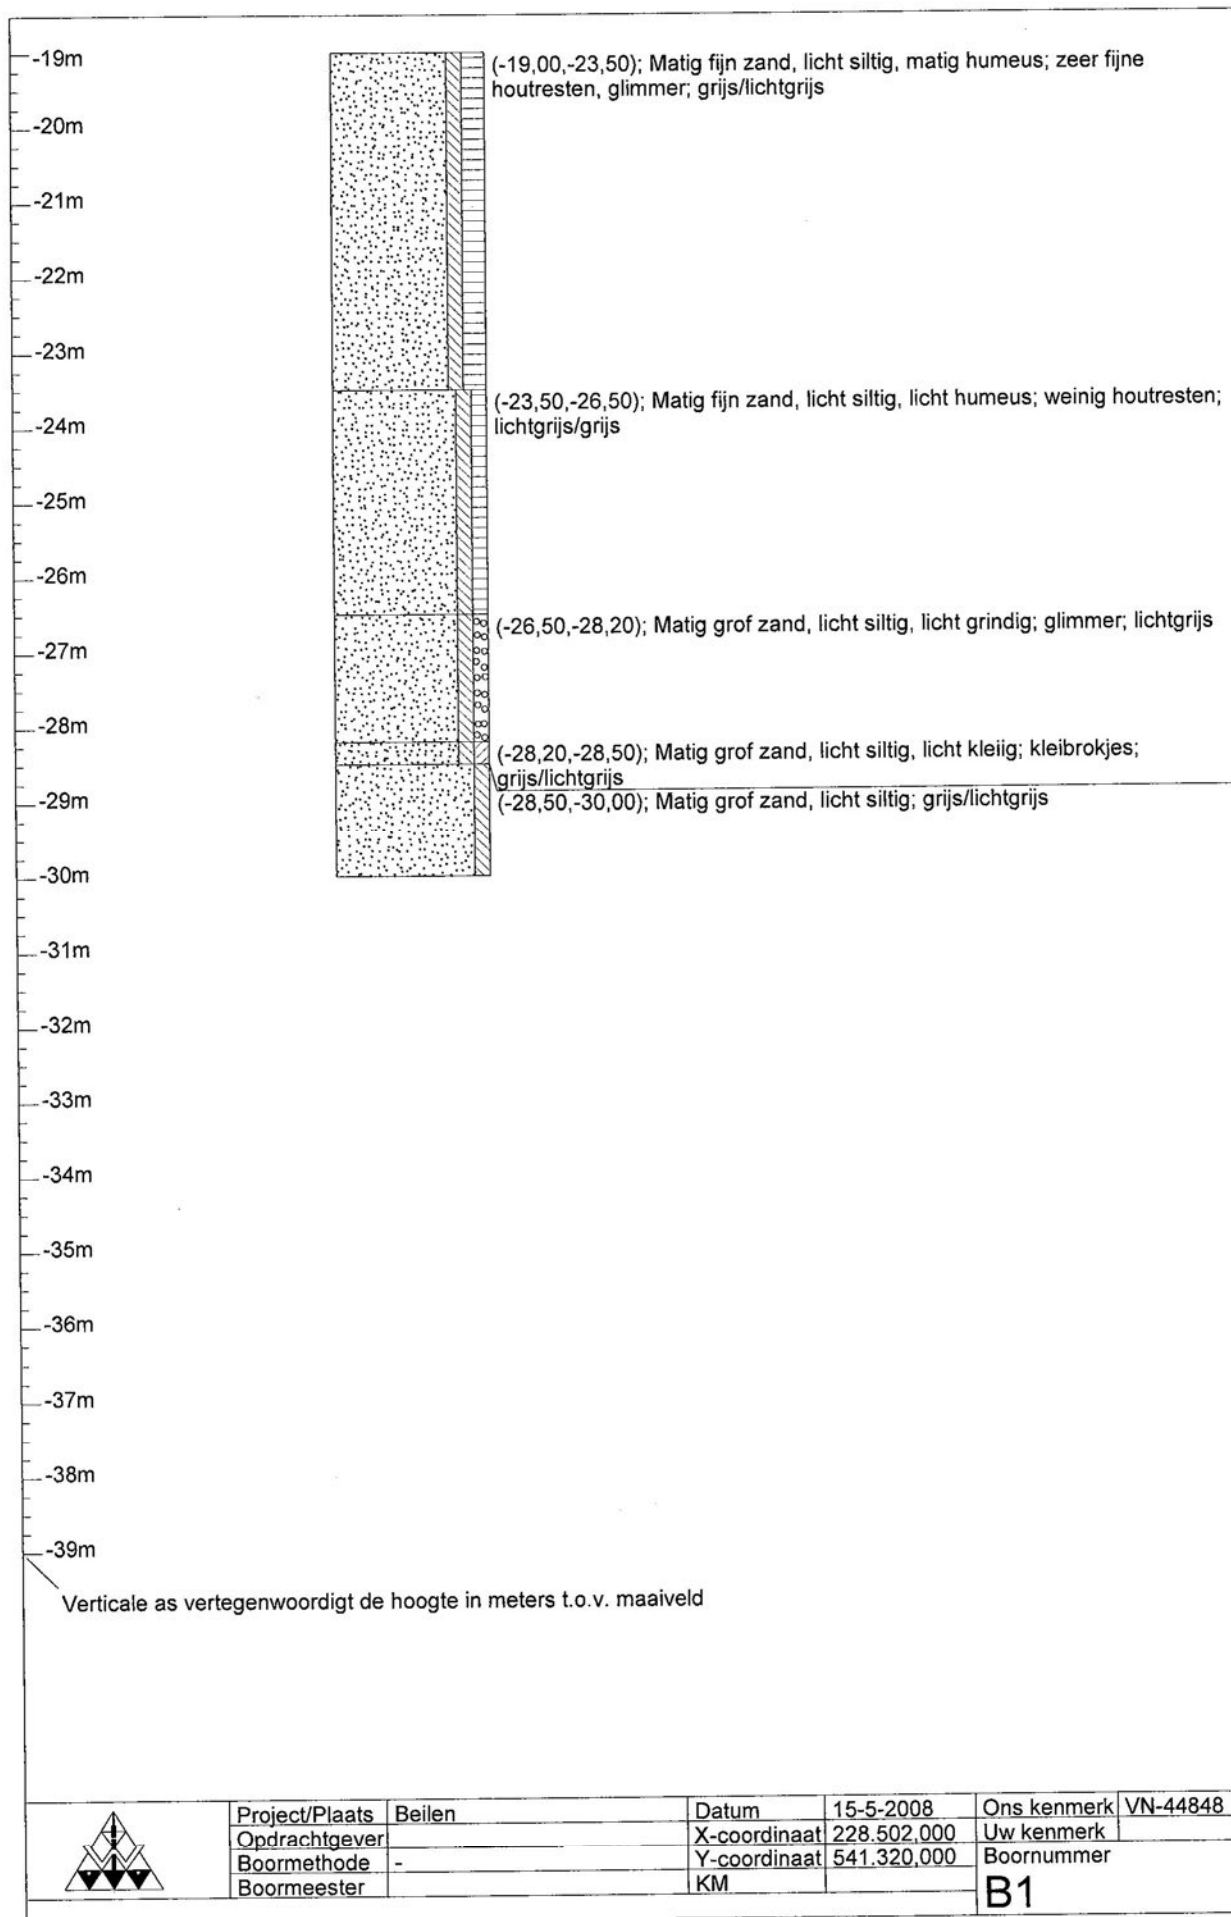 -19m
(-19,00,-23,50); Matig fijn zand, licht siltig, matig humeus; zeer fijne
houtresten, glimmer; grijs/lichtgrijs
-20m
-21m
-22m
-23m
(-23,50,-26,50); Matig fijn zand, licht siltig, licht humeus; weinig houtresten;
lichtgrijs/grijs
-24m
-25m
-26m
(-26,50,-28,20); Matig grof zand, licht siltig, licht grindig; glimmer; lichtgrijs
-27m
-28m
(-28,20,-28,50); Matig grof zand, licht siltig, licht kleiig; kleibrokjes;
grijs/lichtgrijs
-29m
(-28,50,-30,00); Matig grof zand, licht siltig; grijs/lichtgrijs
-30m
-31m
-32m
-33m
-34m
-35m
-36m
-37m
-38m
-39m
Verticale as vertegenwoordigt de hoogte in meters t.o.v. maaiveld
Project/Plaats Beilen Datum 15-5-2008 Ons kenmerk VN-44848
Opdrachtgever X-coordinaat 228.502,000 Uw kenmerk
Boormethode - Y-coordinaat 541.320,000 Boornummer
Boormeester KM
B1